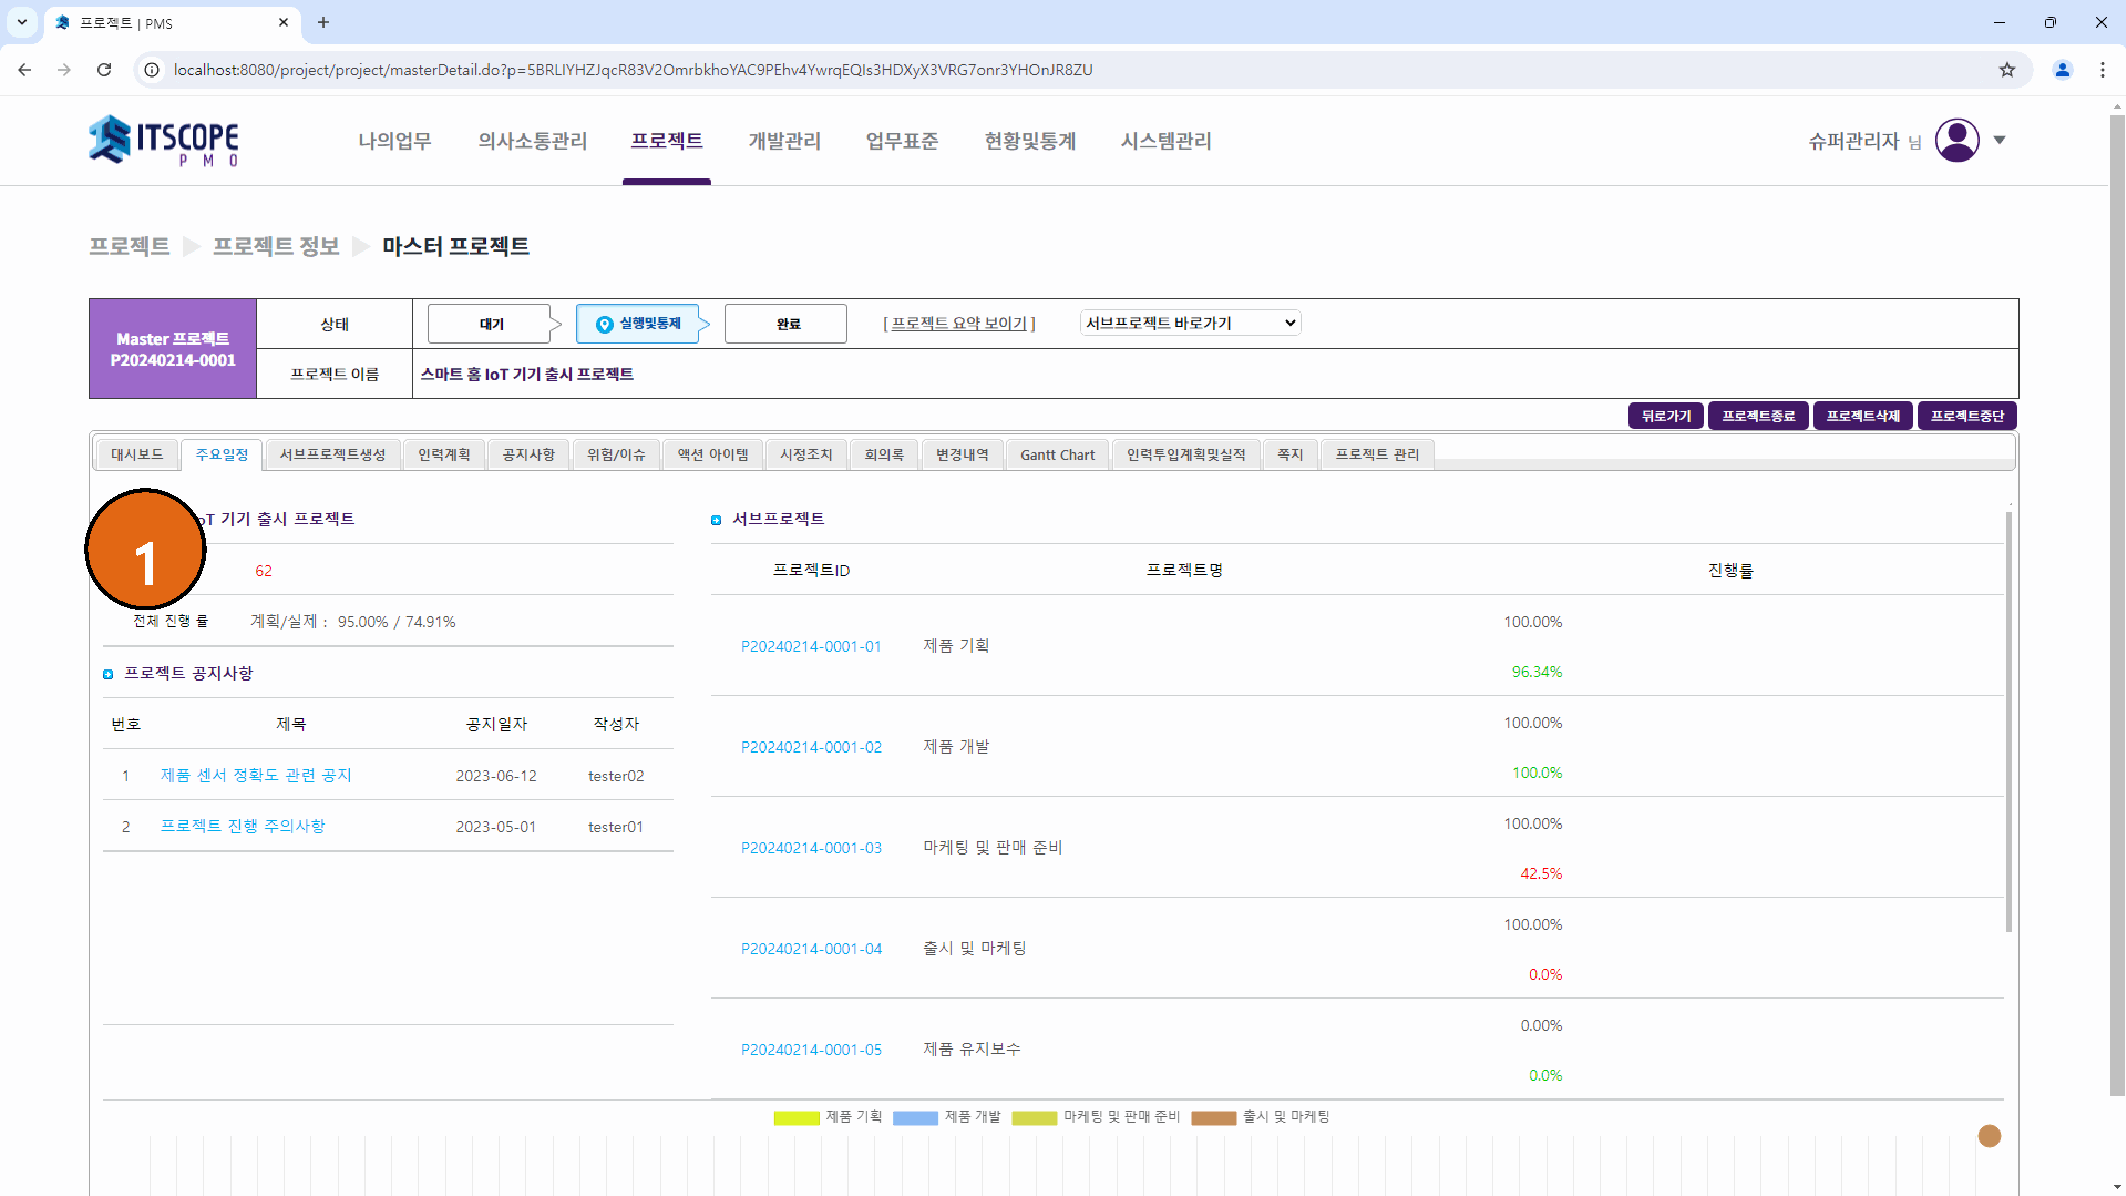 프로젝트 | PMS
localhost:8080/project/project/masterDetail.do?p=5BRLIYHZJqcR83V2OmrbkhoYAC9PEhv4YwrqEQIs3HDXyX3VRG7onr3YHOnJR8ZU
ITSCOPE
PMO
나의업무 의사소통관리 프로젝트 개발관리 업무표준 현황및통계 시스템관리
슈퍼관리자 님
프로젝트 프로젝트 정보 마스터 프로젝트
Master 프로젝트
P20240214-0001
상태 대기 실행및통제 완료 [ 프로젝트 요약 보이기 ] 서브프로젝트 바로가기
프로젝트 이름 스마트 홈 IoT 기기 출시 프로젝트
뒤로가기 프로젝트종료 프로젝트삭제 프로젝트중단
대시보드 주요일정 서브프로젝트생성 인력계획 공지사항 위험/이슈 액션 아이템 시정조치 회의록 변경내역 Gantt Chart 인력투입계획및실적 쪽지 프로젝트 관리
1
oT 기기 출시 프로젝트
62
전체 진행 률 계획/실제 : 95.00% / 74.91%
프로젝트 공지사항
번호 제목 공지일자 작성자
1 제품 센서 정확도 관련 공지 2023-06-12 tester02
2 프로젝트 진행 주의사항 2023-05-01 tester01
서브프로젝트
프로젝트ID 프로젝트명 진행률
100.00%
P20240214-0001-01 제품 기획
96.34%
100.00%
P20240214-0001-02 제품 개발
100.0%
100.00%
P20240214-0001-03 마케팅 및 판매 준비
42.5%
100.00%
P20240214-0001-04 출시 및 마케팅
0.0%
0.00%
P20240214-0001-05 제품 유지보수
0.0%
제품 기획 제품 개발 마케팅 및 판매 준비 출시 및 마케팅